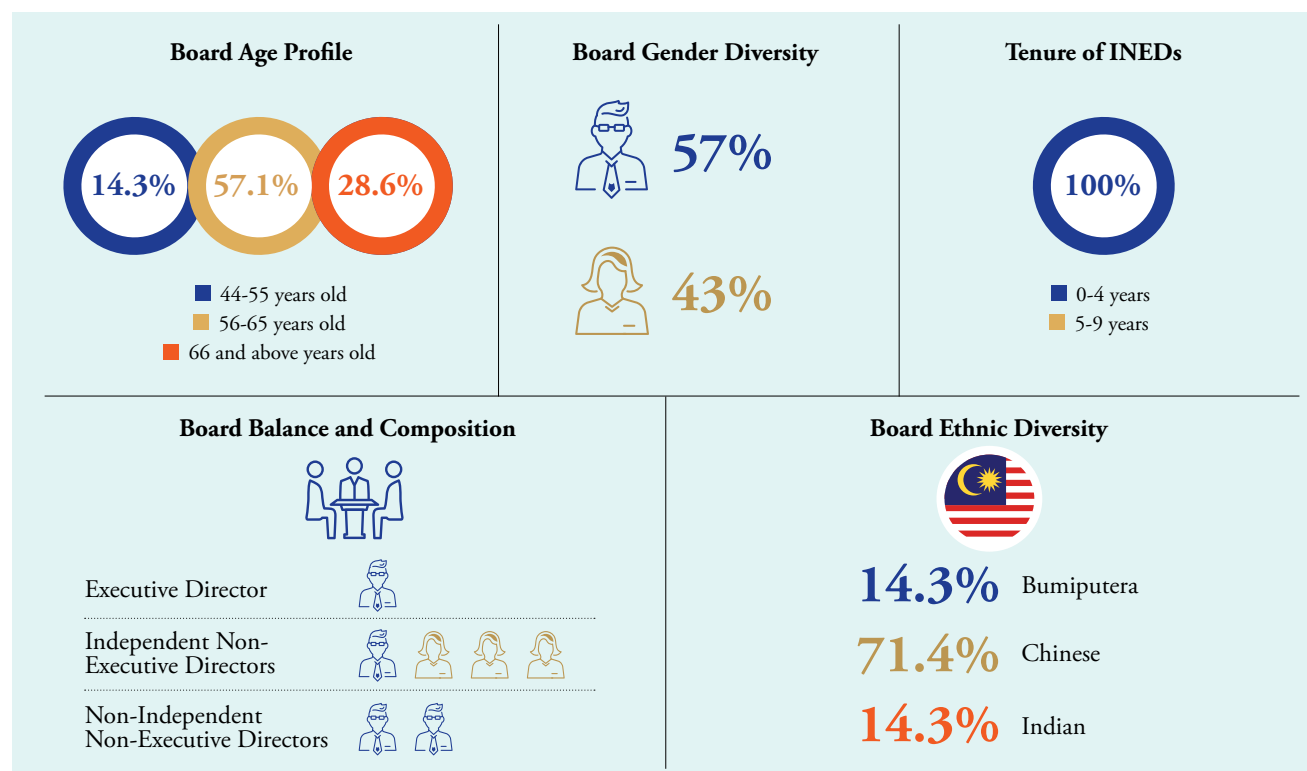 Board Age Profile
14.3%
57.1%
28.6%
44-55 years old
56-65 years old
66 and above years old
Board Gender Diversity
57%
43%
Tenure of INEDs
100%
0-4 years
5-9 years
Board Balance and Composition
Executive Director
Independent Non-
Executive Directors
Non-Independent
Non-Executive Directors
Board Ethnic Diversity
14.3% Bumiputera
71.4% Chinese
14.3% Indian